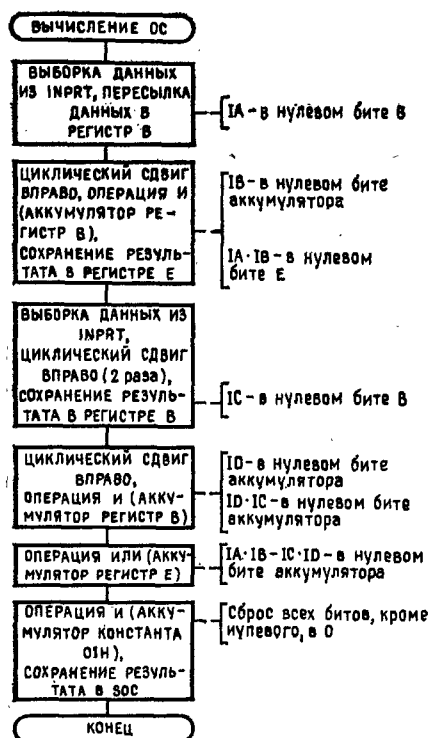 ВЫЧИСЛЕНИЕ ОС
ВЫБОРКА ДАННЫХ
ИЗ INPRT, ПЕРЕСЫЛКА
ДАННЫХ В
РЕГИСТР В
IA - в нулевом бите В
ЦИКЛИЧЕСКИЙ СДВИГ
ВПРАВО, ОПЕРАЦИЯ И
(АККУМУЛЯТОР РЕ-
ГИСТР В),
СОХРАНЕНИЕ РЕЗУЛЬ-
ТАТА В РЕГИСТРЕ Е
IB - в нулевом бите
аккумулятора
IA·IB - в нулевом
бите Е
ВЫБОРКА ДАННЫХ ИЗ
INPRT,
ЦИКЛИЧЕСКИЙ СДВИГ
ВПРАВО (2 раза),
СОХРАНЕНИЕ РЕЗУЛЬ-
ТАТА В РЕГИСТРЕ В
IC - в нулевом бите В
ЦИКЛИЧЕСКИЙ СДВИГ
ВПРАВО,
ОПЕРАЦИЯ И (АККУ-
МУЛЯТОР РЕГИСТР В)
ID - в нулевом бите
аккумулятора
ID·IC - в нулевом бите
аккумулятора
ОПЕРАЦИЯ ИЛИ (АККУ-
МУЛЯТОР РЕГИСТР Е)
IA·IB-IC·ID - в нулевом
бите аккумулятора
ОПЕРАЦИЯ И (АККУ-
МУЛЯТОР КОНСТАНТА
01H),
СОХРАНЕНИЕ РЕЗУЛЬ-
ТАТА В SOC
Сброс всех битов, кроме
нулевого, в 0
КОНЕЦ